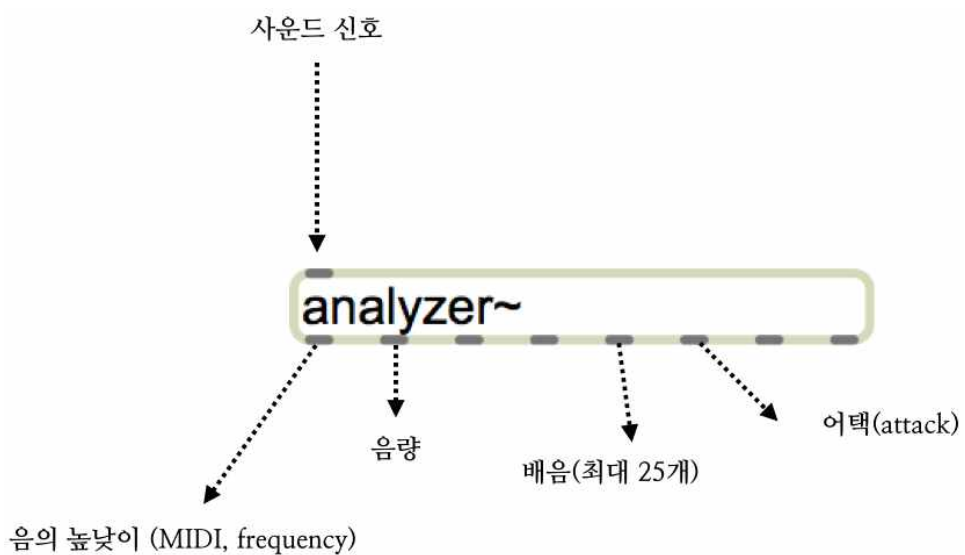 사운드 신호
analyzer~
어택(attack)
음량
배음(최대 25개)
음의 높낮이 (MIDI, frequency)